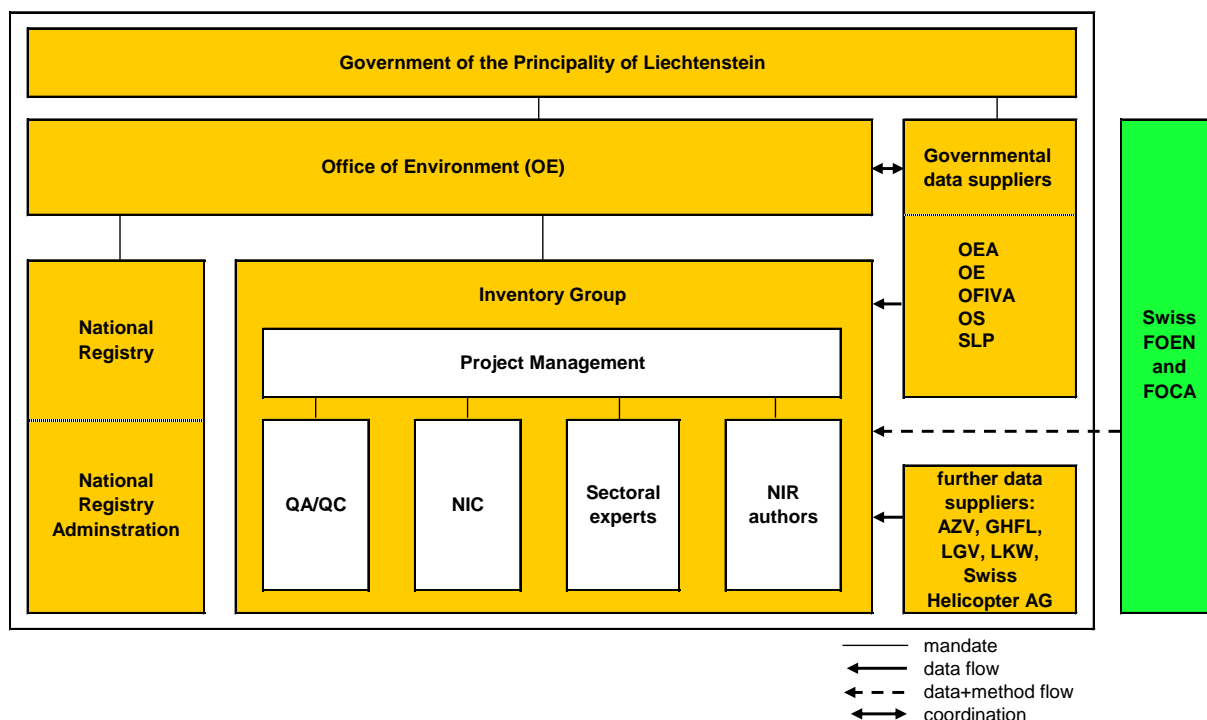 Government of the Principality of Liechtenstein
Office of Environment (OE)
Governmental
data suppliers
OEA
OE
OFIVA
OS
SLP
National
Registry
National
Registry
Adminstration
Inventory Group
Project Management
QA/QC
NIC
Sectoral
experts
NIR
authors
further data
suppliers:
AZV, GHFL,
LGV, LKW,
Swiss
Helicopter AG
Swiss
FOEN
and
FOCA
mandate
data flow
data+method flow
coordination